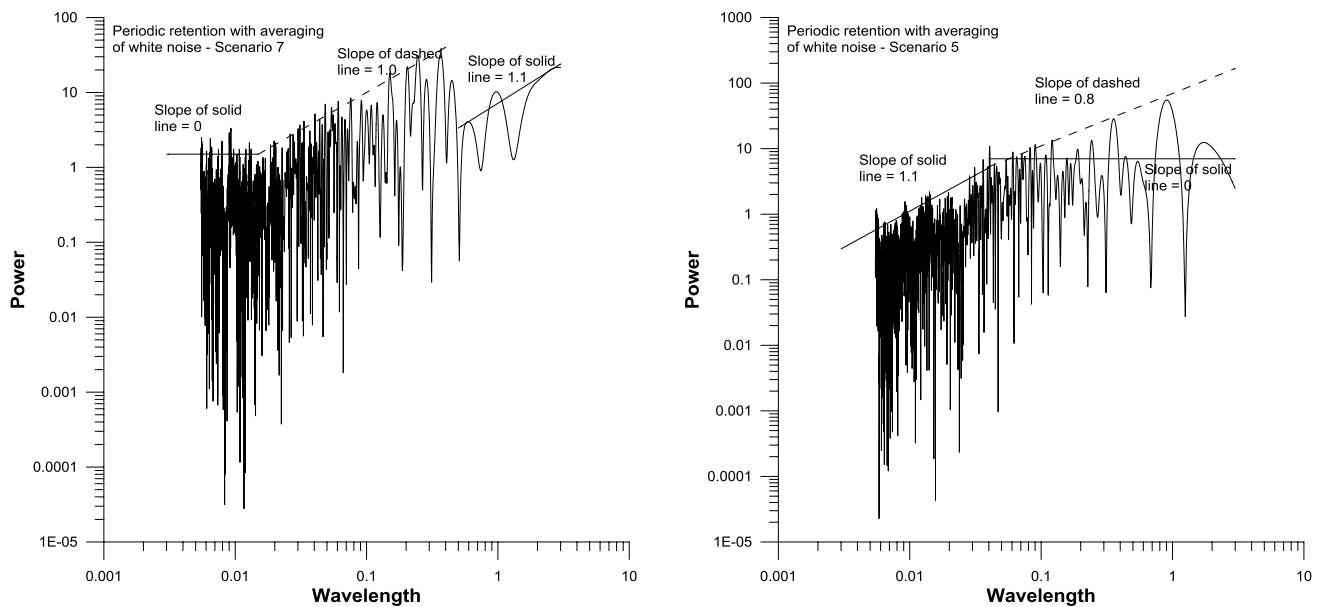 Periodic retention with averaging
of white noise - Scenario 7
Slope of dashed
line = 1.0
Slope of solid
line = 1.1
Slope of solid
line = 0
100
10
1
0.1
0.01
0.001
0.0001
1E-05
Power
0.001
0.01
0.1
1
10
Wavelength
Periodic retention with averaging
of white noise - Scenario 5
Slope of dashed
line = 0.8
Slope of solid
line = 1.1
Slope of solid
line = 0
1000
100
10
1
0.1
0.01
0.001
0.0001
1E-05
Power
0.001
0.01
0.1
1
10
Wavelength